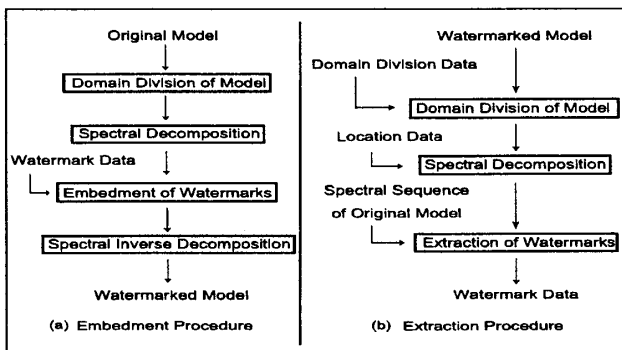 Original Model
Domain Division of Model
Spectral Decomposition
Watermark Data
Embedment of Watermarks
Spectral Inverse Decomposition
Watermarked Model
(a) Embedment Procedure
Watermarked Model
Domain Division Data
Domain Division of Model
Location Data
Spectral Decomposition
Spectral Sequence
of Original Model
Extraction of Watermarks
Watermark Data
(b) Extraction Procedure